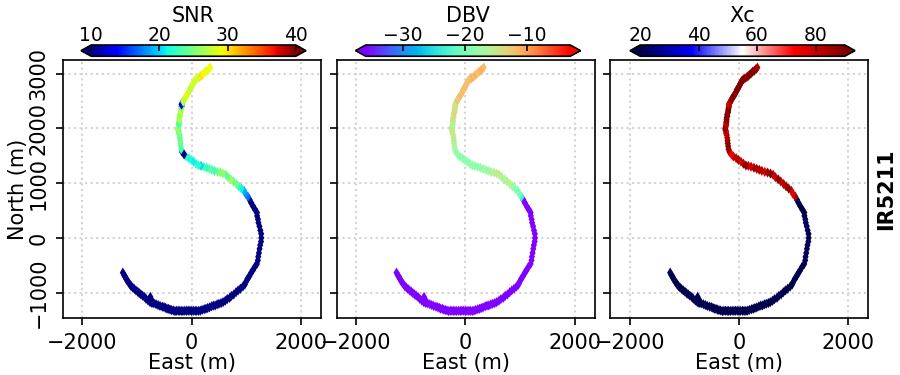 SNR DBV Xc
10 20 30 40 −30 −20 −10 20 40 60 80
North (m)
3000
2000
1000
0
−1000
−2000 0 2000 −2000 0 2000 −2000 0 2000
East (m) East (m) East (m)
IR5211